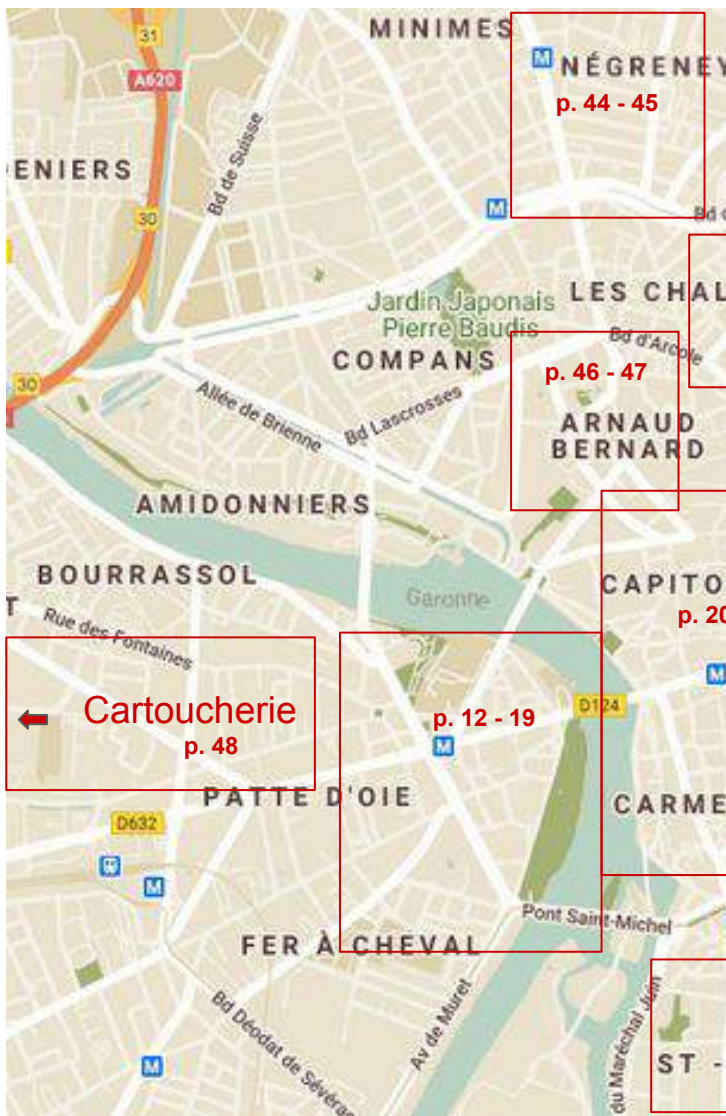 MINIMES
31
A620
NÉGRENEY
p. 44 - 45
ENIERS
Bd de Suisse
30
Bd d
LES CHAL
Jardin Japonais
Pierre Baudis
Bd d'Arcole
COMPANS
p. 46 - 47
30
Allée de Brienne
Bd Lascrosses
ARNAUD
BERNARD
AMIDONNIERS
BOURRASSOL
Garonne
CAPITO
T
Rue des Fontaines
p. 20
Cartoucherie
p. 48
p. 12 - 19
D124
PATTE D'OIE
CARME
D632
Pont Saint-Michel
FER À CHEVAL
Av de Muret
Bd Déodat de Sévérac
du Maréchal Juin
ST -